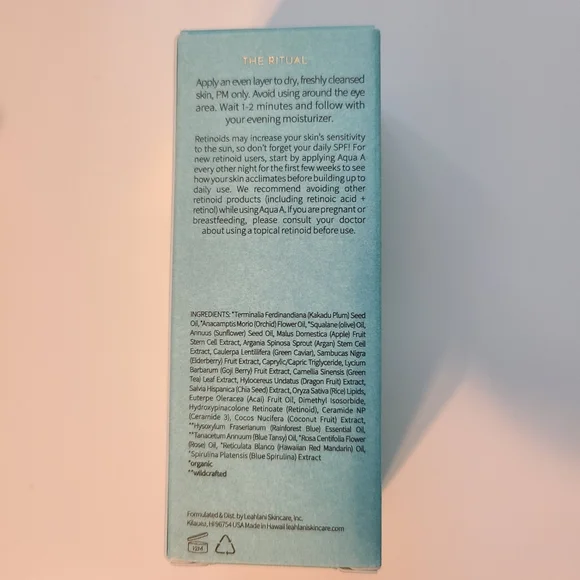 THE RITUAL
Apply an even layer to dry, freshly cleansed
skin, PM only. Avoid using around the eye
area. Wait 1-2 minutes and follow with
your evening moisturizer.
Retinoids may increase your skin's sensitivity
to the sun, so don't forget your daily SPF! For
new retinoid users, start by applying Aqua A
every other night for the first few weeks to see
how your skin acclimates before building up to
daily use. We recommend avoiding other
retinoid products (including retinoic acid +
retinol) while using Aqua A. If you are pregnant or
breastfeeding, please consult your doctor
about using a topical retinoid before use.
INGREDIENTS: *Terminalia Ferdinandiana (Kakadu Plum) Seed
Oil, *Anacamptis Morio (Orchid) Flower Oil, *Squalane (olive) Oil,
Annuus (Sunflower) Seed Oil, Malus Domestica (Apple) Fruit
Stem Cell Extract, Argania Spinosa Sprout (Argan) Stem Cell
Extract, Caulerpa Lentillifera (Green Caviar), Sambucas Nigra
(Elderberry) Fruit Extract, Caprylic/Capric Triglyceride, Lycium
Barbarum (Goji Berry) Fruit Extract, Camellia Sinensis (Green
Tea) Leaf Extract, Hylocereus Undatus (Dragon Fruit) Extract,
Salvia Hispanica (Chia Seed) Extract, Oryza Sativa (Rice) Lipids,
Euterpe Oleracea (Acai) Fruit Oil, Dimethyl Isosorbide,
Hydroxypinacolone Retinoate (Retinoid), Ceramide NP
(Ceramide 3), Cocos Nucifera (Coconut Fruit) Extract,
**Hysoxylum Fraserianum (Rainforest Blue) Essential Oil,
**Tanacetum Annuum (Blue Tansy) Oil, *Rosa Centifolia Flower
(Rose) Oil, *Reticulata Blanco (Hawaiian Red Mandarin) Oil,
*Spirulina Platensis (Blue Spirulina) Extract
*organic
**wildcrafted
Formulated & Dist. by Leahlani Skincare, Inc.
Kilauea, HI 96754 USA Made in Hawaii leahlaniskincare.com
12M